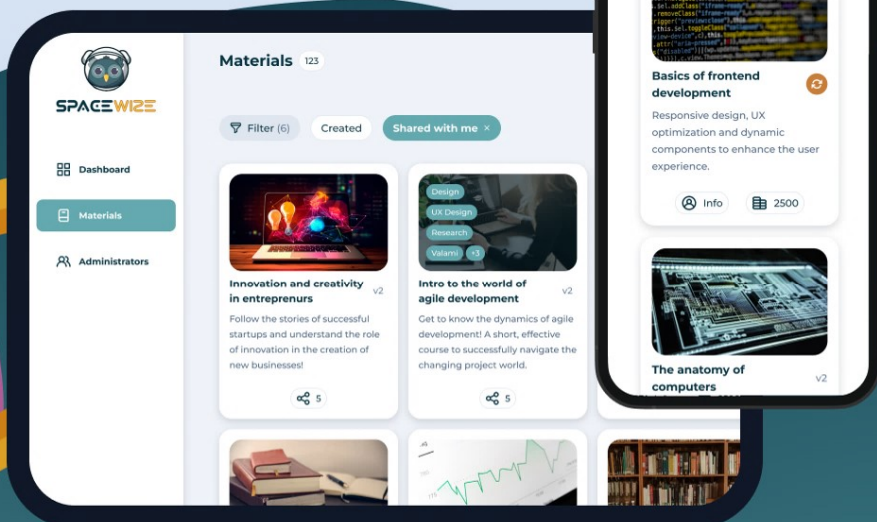 SPACEWIZE
Dashboard
Materials
Administrators
Materials 123
Filter (6)
Created
Shared with me ×
Innovation and creativity
in entreprenurs
v2
Follow the stories of successful
startups and understand the role
of innovation in the creation of
new businesses!
5
Design
UX Design
Research
Valami +3
Intro to the world of
agile development
v2
Get to know the dynamics of agile
development! A short, effective
course to successfully navigate the
changing project world.
5
Basics of frontend
development
Responsive design, UX
optimization and dynamic
components to enhance the user
experience.
Info
2500
The anatomy of
computers
v2